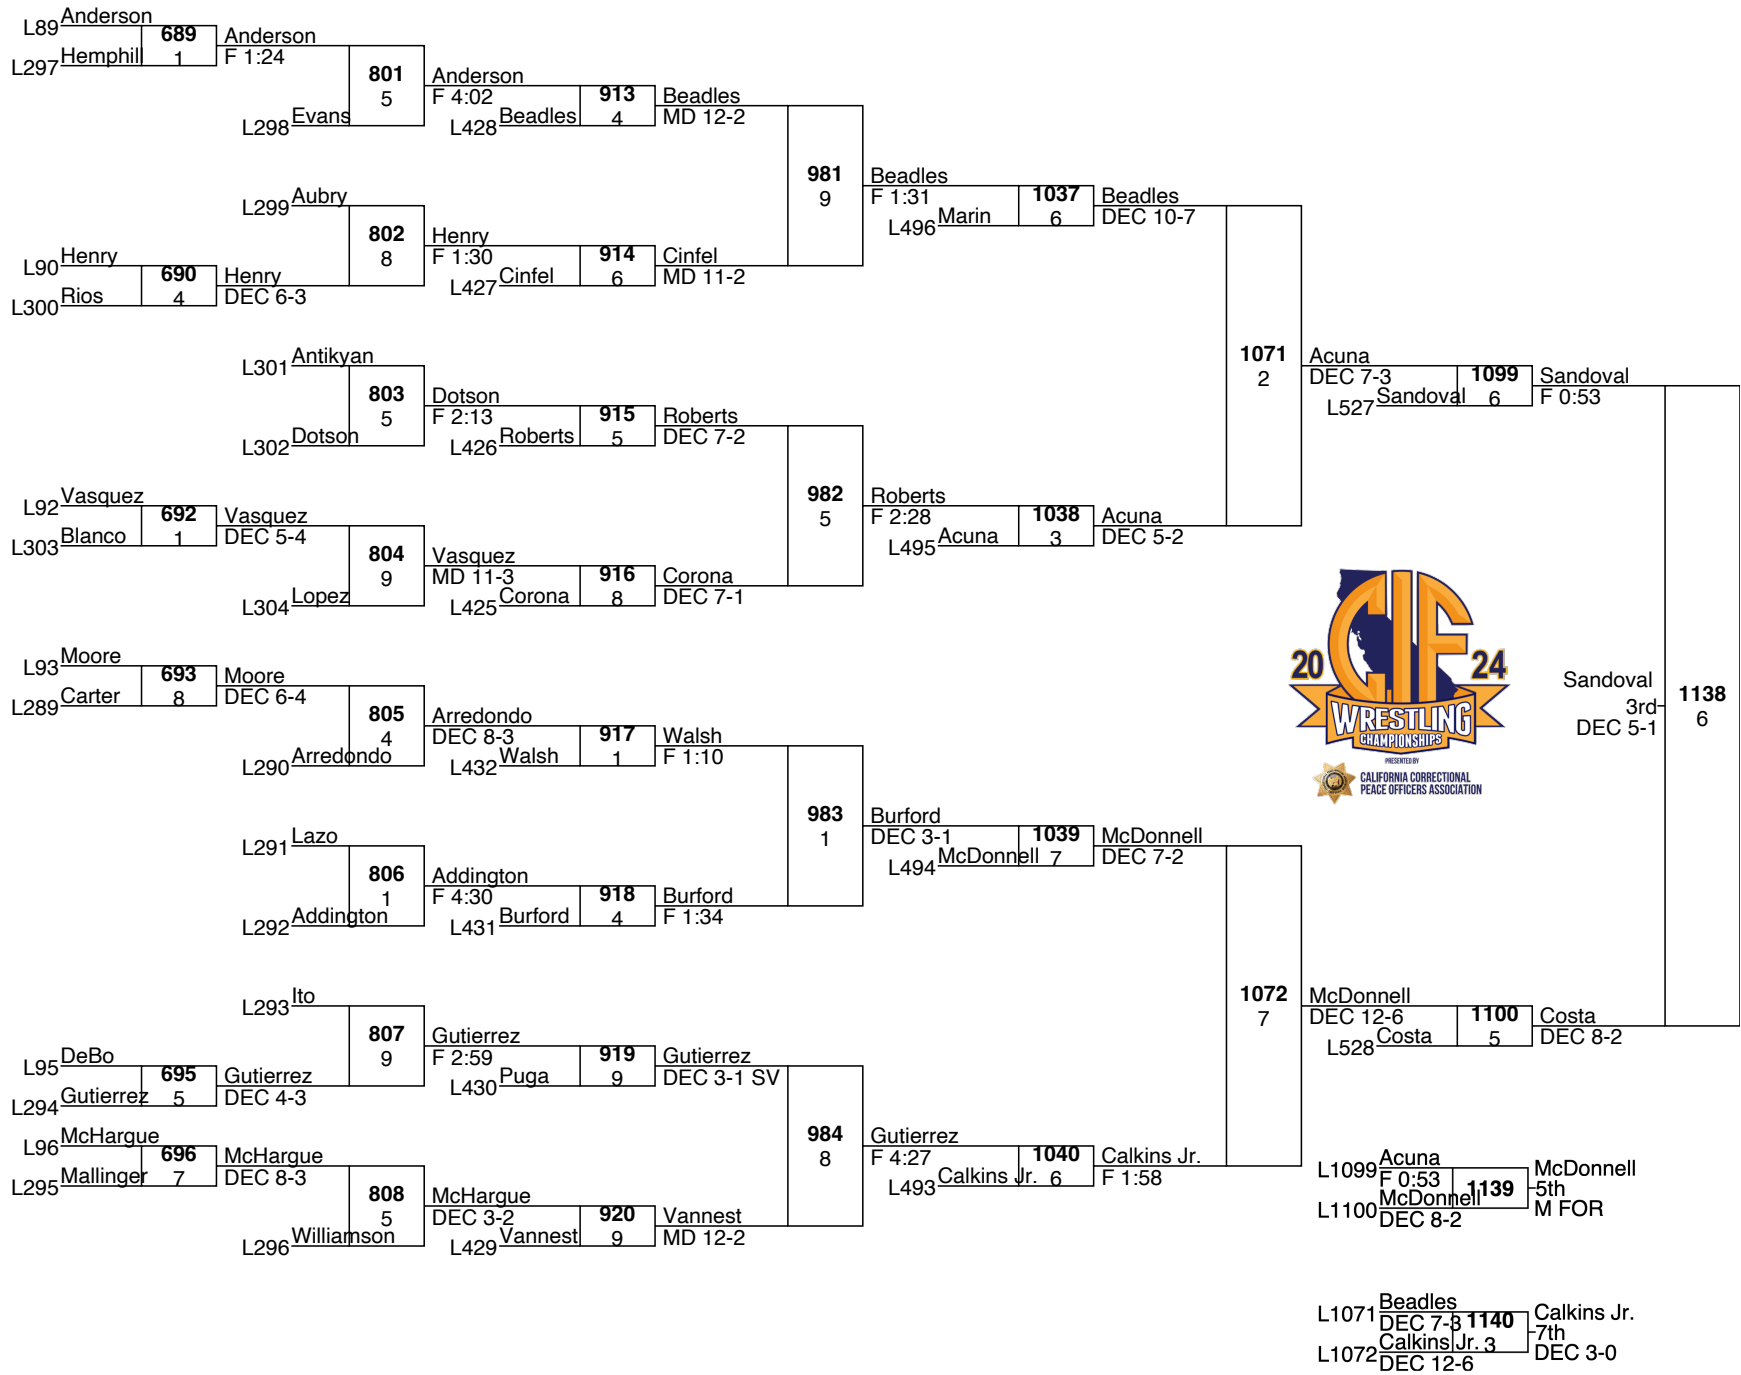 Anderson
L89
689
Anderson
Hemphill
L297
1
F 1:24
801
Anderson
5
F 4:02
913
Beadles
Evans
L298
Beadles
L428
4
MD 12-2
981
Beadles
9
F 1:31
1037
Beadles
Marin
L496
6
DEC 10-7
Aubry
L299
802
Henry
8
F 1:30
914
Cinfel
Cinfel
L427
6
MD 11-2
Henry
L90
690
Henry
Rios
L300
4
DEC 6-3
1071
Acuna
2
DEC 7-3
1099
Sandoval
Sandoval
L527
6
F 0:53
Antikyan
L301
803
Dotson
5
F 2:13
915
Roberts
Dotson
L302
Roberts
L426
5
DEC 7-2
982
Roberts
5
F 2:28
1038
Acuna
Acuna
L495
3
DEC 5-2
Vasquez
L92
692
Vasquez
Blanco
L303
1
DEC 5-4
804
Vasquez
9
MD 11-3
916
Corona
Lopez
L304
Corona
L425
8
DEC 7-1
Moore
L93
693
Moore
Carter
L289
8
DEC 6-4
805
Arredondo
4
DEC 8-3
917
Walsh
Arredondo
L290
Walsh
L432
1
F 1:10
20 CIF 24
WRESTLING
CHAMPIONSHIPS
PRESENTED BY
CALIFORNIA CORRECTIONAL
PEACE OFFICERS ASSOCIATION
Sandoval
3rd
DEC 5-1
1138
6
983
Burford
1
DEC 3-1
1039
McDonnell
McDonnell
L494
7
DEC 7-2
Lazo
L291
806
Addington
1
F 4:30
918
Burford
Addington
L292
Burford
L431
4
F 1:34
1072
McDonnell
7
DEC 12-6
1100
Costa
Costa
L528
5
DEC 8-2
Ito
L293
807
Gutierrez
9
F 2:59
919
Gutierrez
Puga
L430
9
DEC 3-1 SV
DeBo
L95
695
Gutierrez
Gutierrez
L294
5
DEC 4-3
984
Gutierrez
8
F 4:27
1040
Calkins Jr.
Calkins Jr.
L493
6
F 1:58
McHargue
L96
696
McHargue
Mallinger
L295
7
DEC 8-3
808
McHargue
5
DEC 3-2
920
Vannest
Williamson
L296
Vannest
L429
9
MD 12-2
Acuna
L1099
F 0:53
1139
McDonnell
McDonnell
L1100
DEC 8-2
5th
M FOR
Beadles
L1071
DEC 7-3
1140
Calkins Jr.
Calkins Jr.
3
L1072
DEC 12-6
7th
DEC 3-0